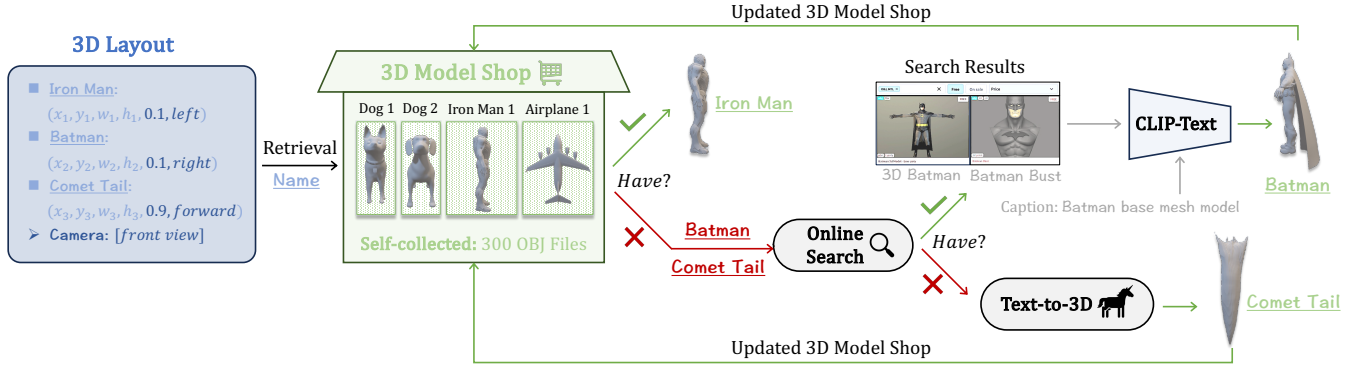 Updated 3D Model Shop
3D Layout
Iron Man:
(x₁, y₁, w₁, h₁, 0.1, left)
Batman:
(x₂, y₂, w₂, h₂, 0.1, right)
Comet Tail:
(x₃, y₃, w₃, h₃, 0.9, forward)
Camera: [front view]
Retrieval
Name
3D Model Shop
Dog 1 Dog 2 Iron Man 1 Airplane 1
Self-collected: 300 OBJ Files
Have?
Iron Man
Batman
Comet Tail
Online
Search
Have?
Search Results
Free
Price
3D Batman Batman Bust
CLIP-Text
Caption: Batman base mesh model
Batman
Text-to-3D
Comet Tail
Updated 3D Model Shop